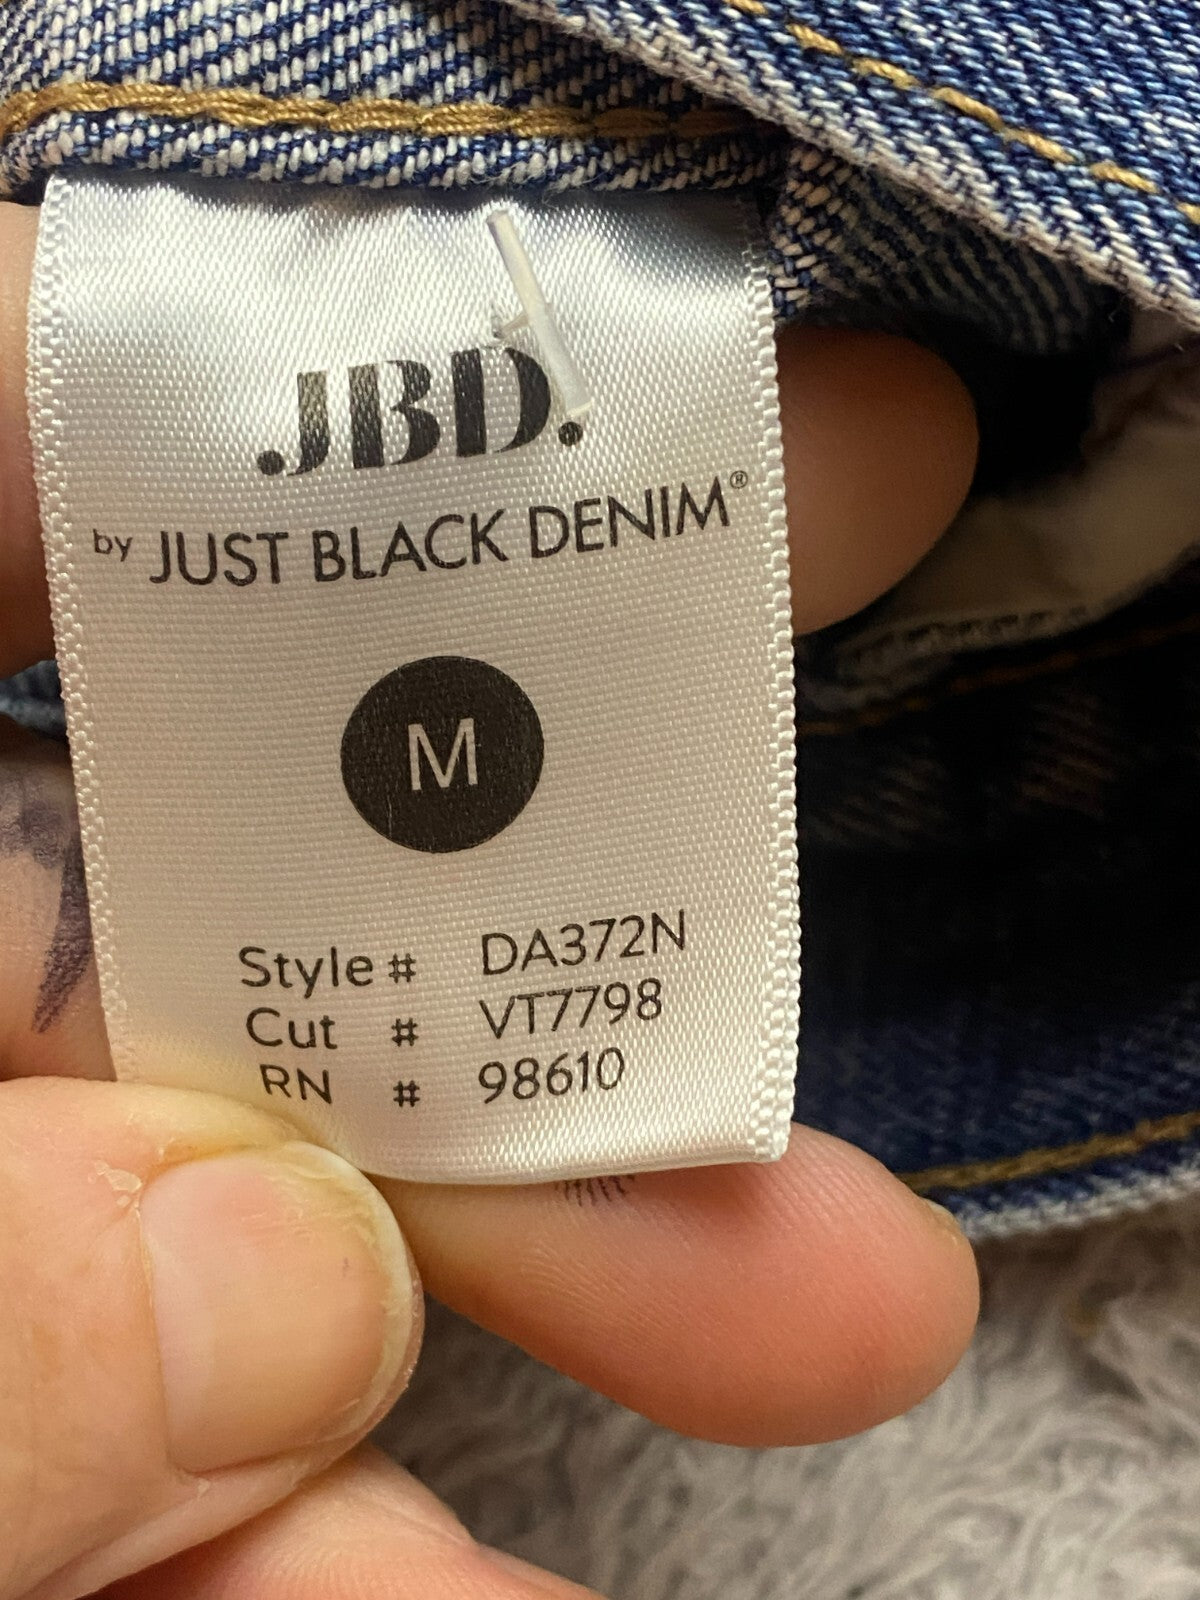 .JBD.
by JUST BLACK DENIM®
M
Style # DA372N
Cut # VT7798
RN # 98610